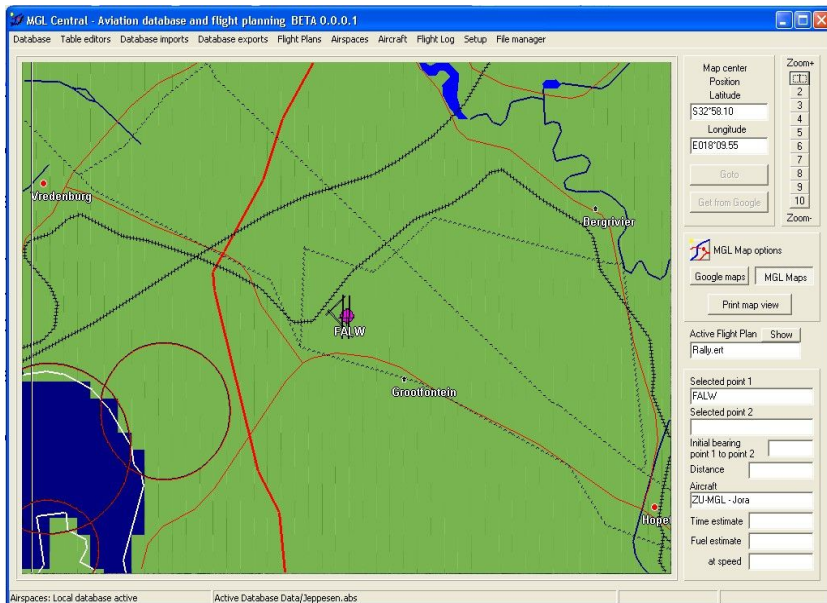 MGL Central - Aviation database and flight planning BETA 0.0.0.1
Database Table editors Database imports Database exports Flight Plans Airspaces Aircraft Flight Log Setup File manager
Map center
Position
Latitude
S32*58.10
Longitude
E018*09.55
Goto
Get from Google
Zoom+
1
2
3
4
5
6
7
8
9
10
Zoom-
Vredenburg
Bergrivier
FALW
Grootfontein
Hopef
MGL Map options
Google maps MGL Maps
Print map view
Active Flight Plan Show
Rally.ert
Selected point 1
FALW
Selected point 2
Initial bearing
point 1 to point 2
Distance
Aircraft
ZU-MGL - Jora
Time estimate
Fuel estimate
at speed
Airspaces: Local database active Active Database Data/Jeppesen.abs